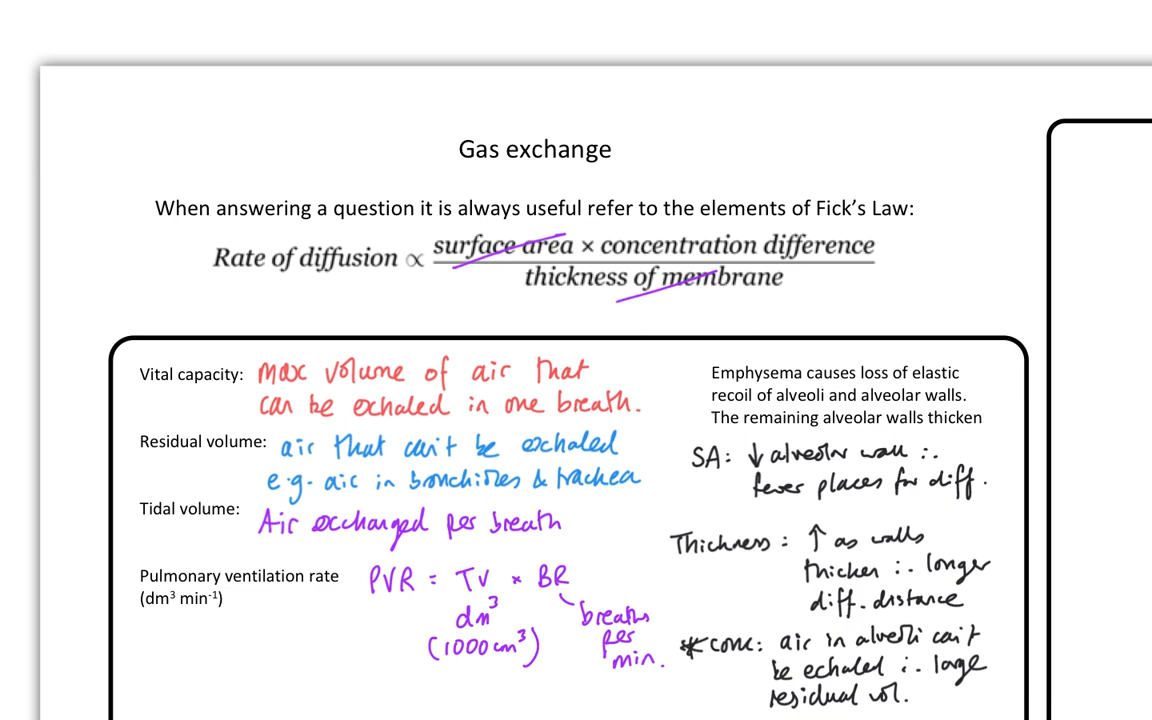 Gas exchange
When answering a question it is always useful refer to the elements of Fick's Law:
Rate of diffusion ∝ surface area × concentration difference
thickness of membrane
Vital capacity: max volume of air that
can be exhaled in one breath.
Residual volume: air that can't be exhaled
e.g. air in bronchioles & trachea
Tidal volume: Air exchanged per breath
Pulmonary ventilation rate PVR = TV × BR
(dm³ min⁻¹)
dm³ breaths
(1000cm³) per
min.
Emphysema causes loss of elastic
recoil of alveoli and alveolar walls.
The remaining alveolar walls thicken
SA: ↓ alveolar wall ∴
fewer places for diff.
Thickness: ↑ as walls
thicker ∴ longer
diff. distance
*conc: air in alveoli can't
be exhaled ∴ large
residual vol.